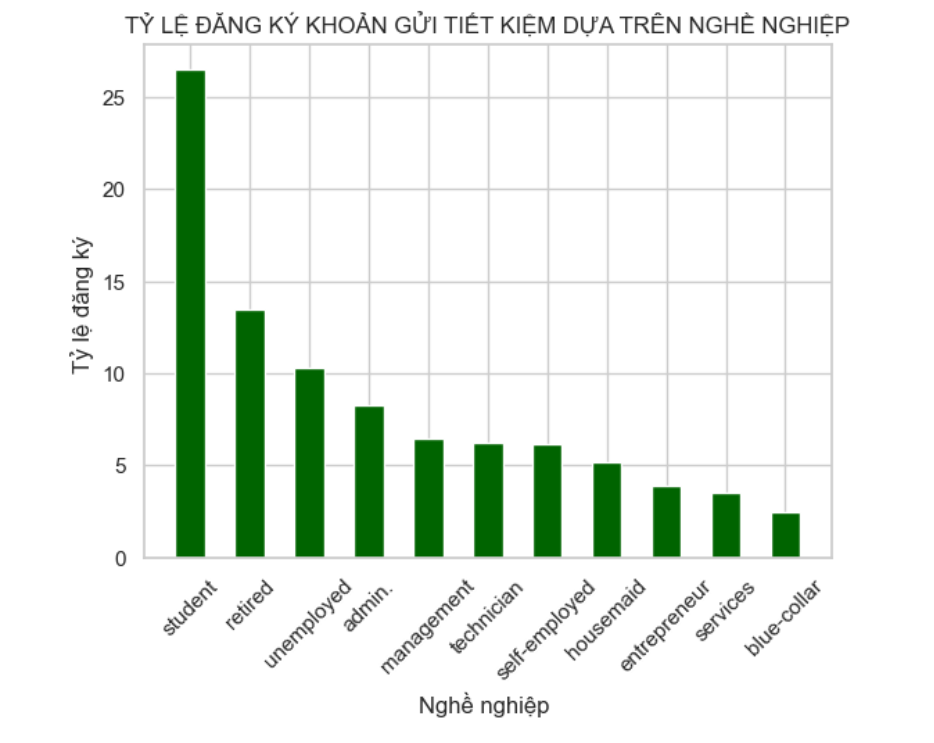 TỶ LỆ ĐĂNG KÝ KHOẢN GỬI TIẾT KIỆM DỰA TRÊN NGHỀ NGHIỆP
Tỷ lệ đăng ký
25
20
15
10
5
0
student
retired
unemployed
admin.
management
technician
self-employed
housemaid
entrepreneur
services
blue-collar
Nghề nghiệp